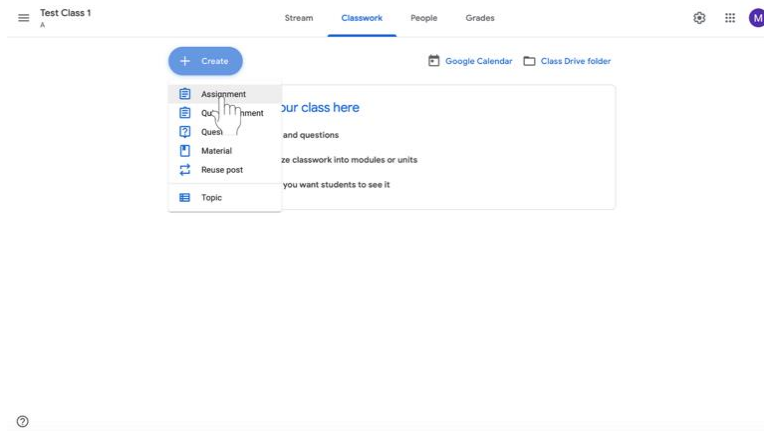 Test Class 1
A
Stream
Classwork
People
Grades
M
+ Create
Google Calendar
Class Drive folder
Assignment
our class here
and questions
Material
ze classwork into modules or units
Reuse post
you want students to see it
Topic